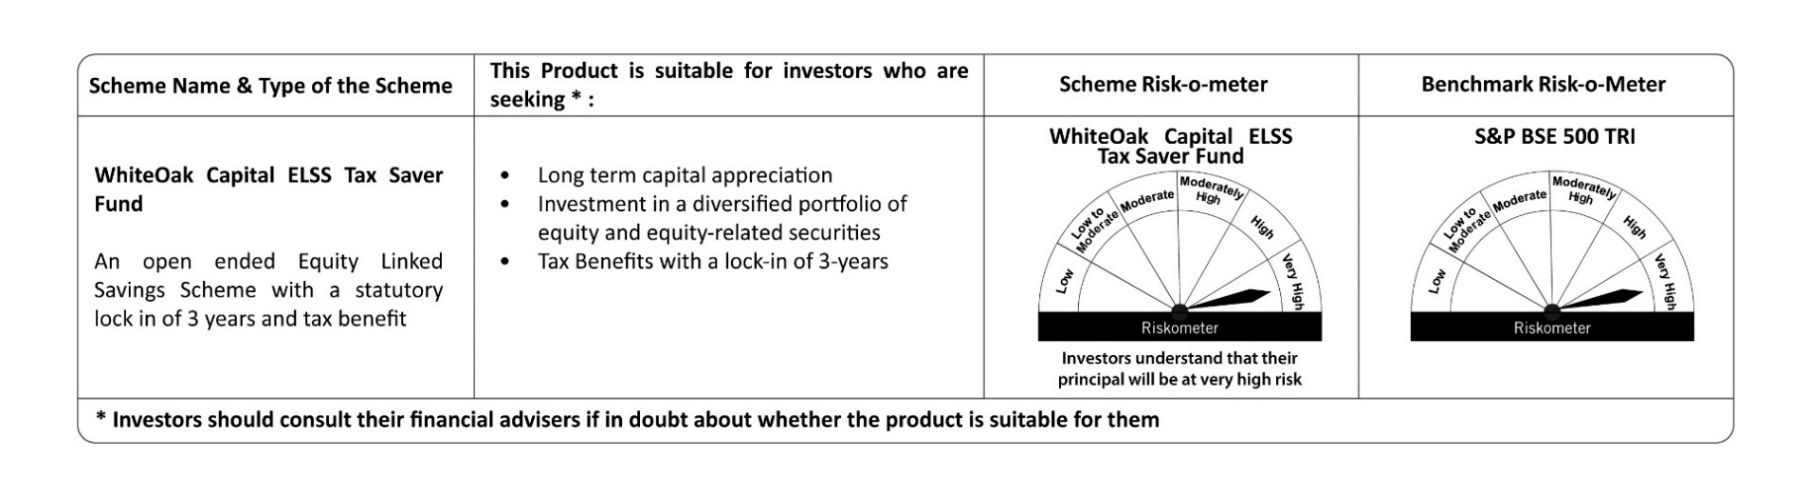 Scheme Name & Type of the Scheme
This Product is suitable for investors who are
seeking * :
Scheme Risk-o-meter
Benchmark Risk-o-Meter
WhiteOak Capital ELSS Tax Saver
Fund
An open ended Equity Linked
Savings Scheme with a statutory
lock in of 3 years and tax benefit
• Long term capital appreciation
• Investment in a diversified portfolio of
equity and equity-related securities
• Tax Benefits with a lock-in of 3-years
WhiteOak Capital ELSS
Tax Saver Fund
Low
Low to
Moderate
Moderate
Moderately
High
High
Very High
Riskometer
Investors understand that their
principal will be at very high risk
S&P BSE 500 TRI
Low
Low to
Moderate
Moderate
Moderately
High
High
Very High
Riskometer
* Investors should consult their financial advisers if in doubt about whether the product is suitable for them